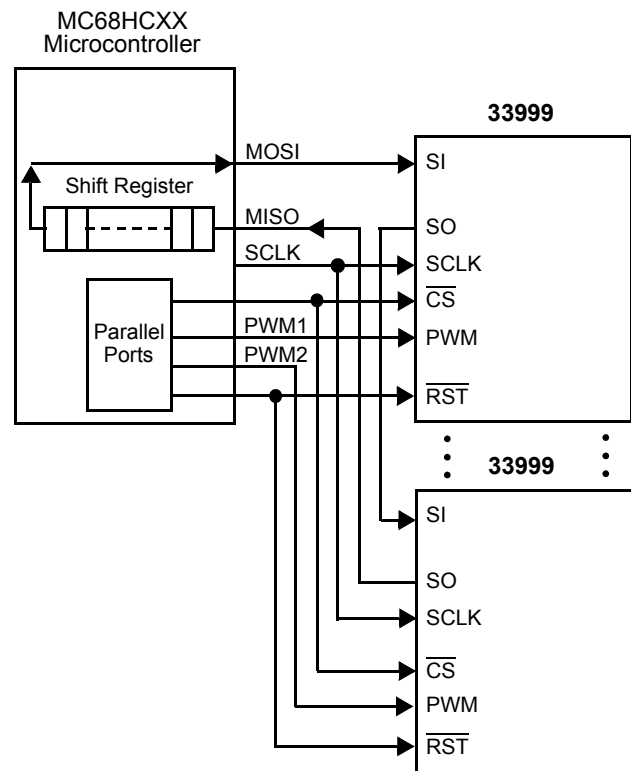 MC68HCXX
Microcontroller
33999
MOSI
SI
Shift Register
MISO
SO
SCLK
SCLK
CS
Parallel
Ports
PWM1
PWM
PWM2
RST
33999
SI
SO
SCLK
CS
PWM
RST